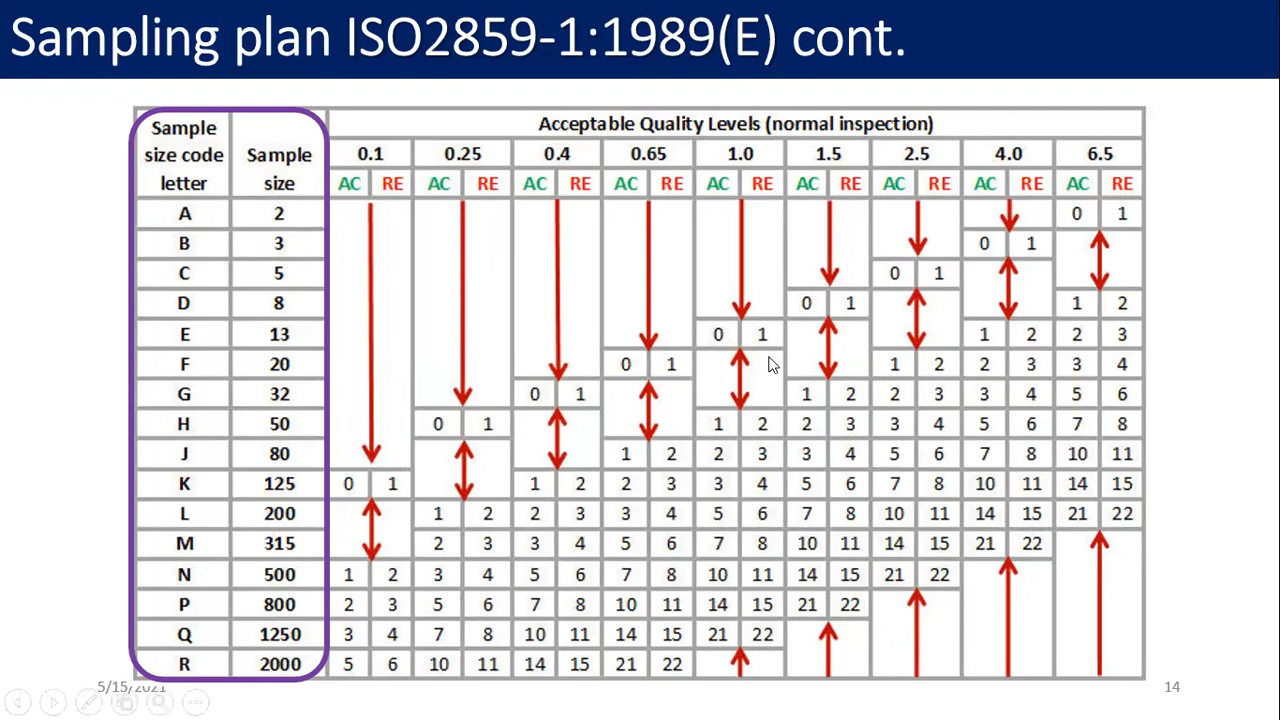 Sampling plan ISO2859-1:1989(E) cont.
Sample size code letter Sample size Acceptable Quality Levels (normal inspection)
0.1 0.25 0.4 0.65 1.0 1.5 2.5 4.0 6.5
AC RE AC RE AC RE AC RE AC RE AC RE AC RE AC RE AC RE
A 2 0 1
B 3 0 1
C 5 0 1
D 8 0 1 1 2
E 13 0 1 1 2 2 3
F 20 0 1 1 2 2 3 3 4
G 32 0 1 1 2 2 3 3 4 5 6
H 50 0 1 1 2 2 3 3 4 5 6 7 8
J 80 1 2 2 3 3 4 5 6 7 8 10 11
K 125 0 1 1 2 2 3 3 4 5 6 7 8 10 11 14 15
L 200 1 2 2 3 3 4 5 6 7 8 10 11 14 15 21 22
M 315 2 3 3 4 5 6 7 8 10 11 14 15 21 22
N 500 1 2 3 4 5 6 7 8 10 11 14 15 21 22
P 800 2 3 5 6 7 8 10 11 14 15 21 22
Q 1250 3 4 7 8 10 11 14 15 21 22
R 2000 5 6 10 11 14 15 21 22
5/15/2021
14